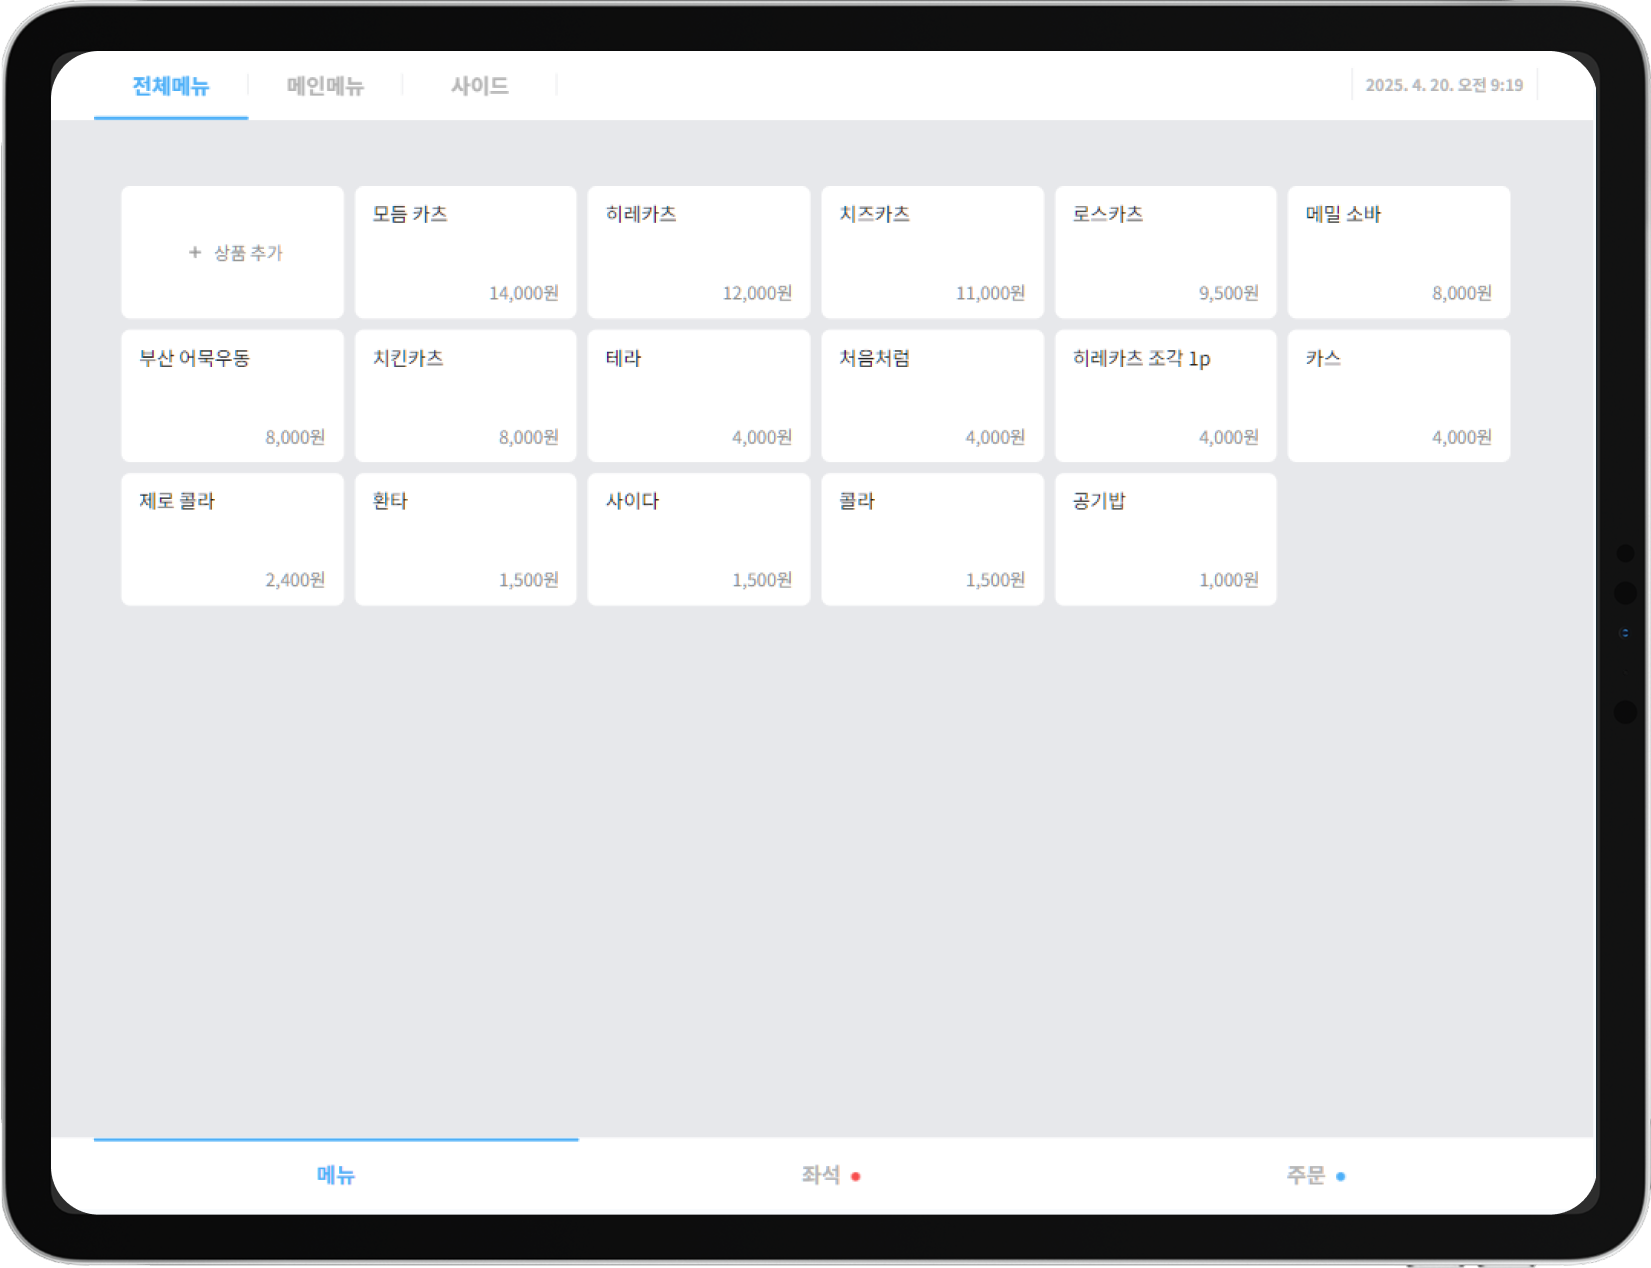 전체메뉴 메인메뉴 사이드 2025. 4. 20. 오전 9:19
+ 상품 추가
모듬 카츠
14,000원
히레카츠
12,000원
치즈카츠
11,000원
로스카츠
9,500원
메밀 소바
8,000원
부산 어묵우동
8,000원
치킨카츠
8,000원
테라
4,000원
처음처럼
4,000원
히레카츠 조각 1p
4,000원
카스
4,000원
제로 콜라
2,400원
환타
1,500원
사이다
1,500원
콜라
1,500원
공기밥
1,000원
메뉴 좌석 주문